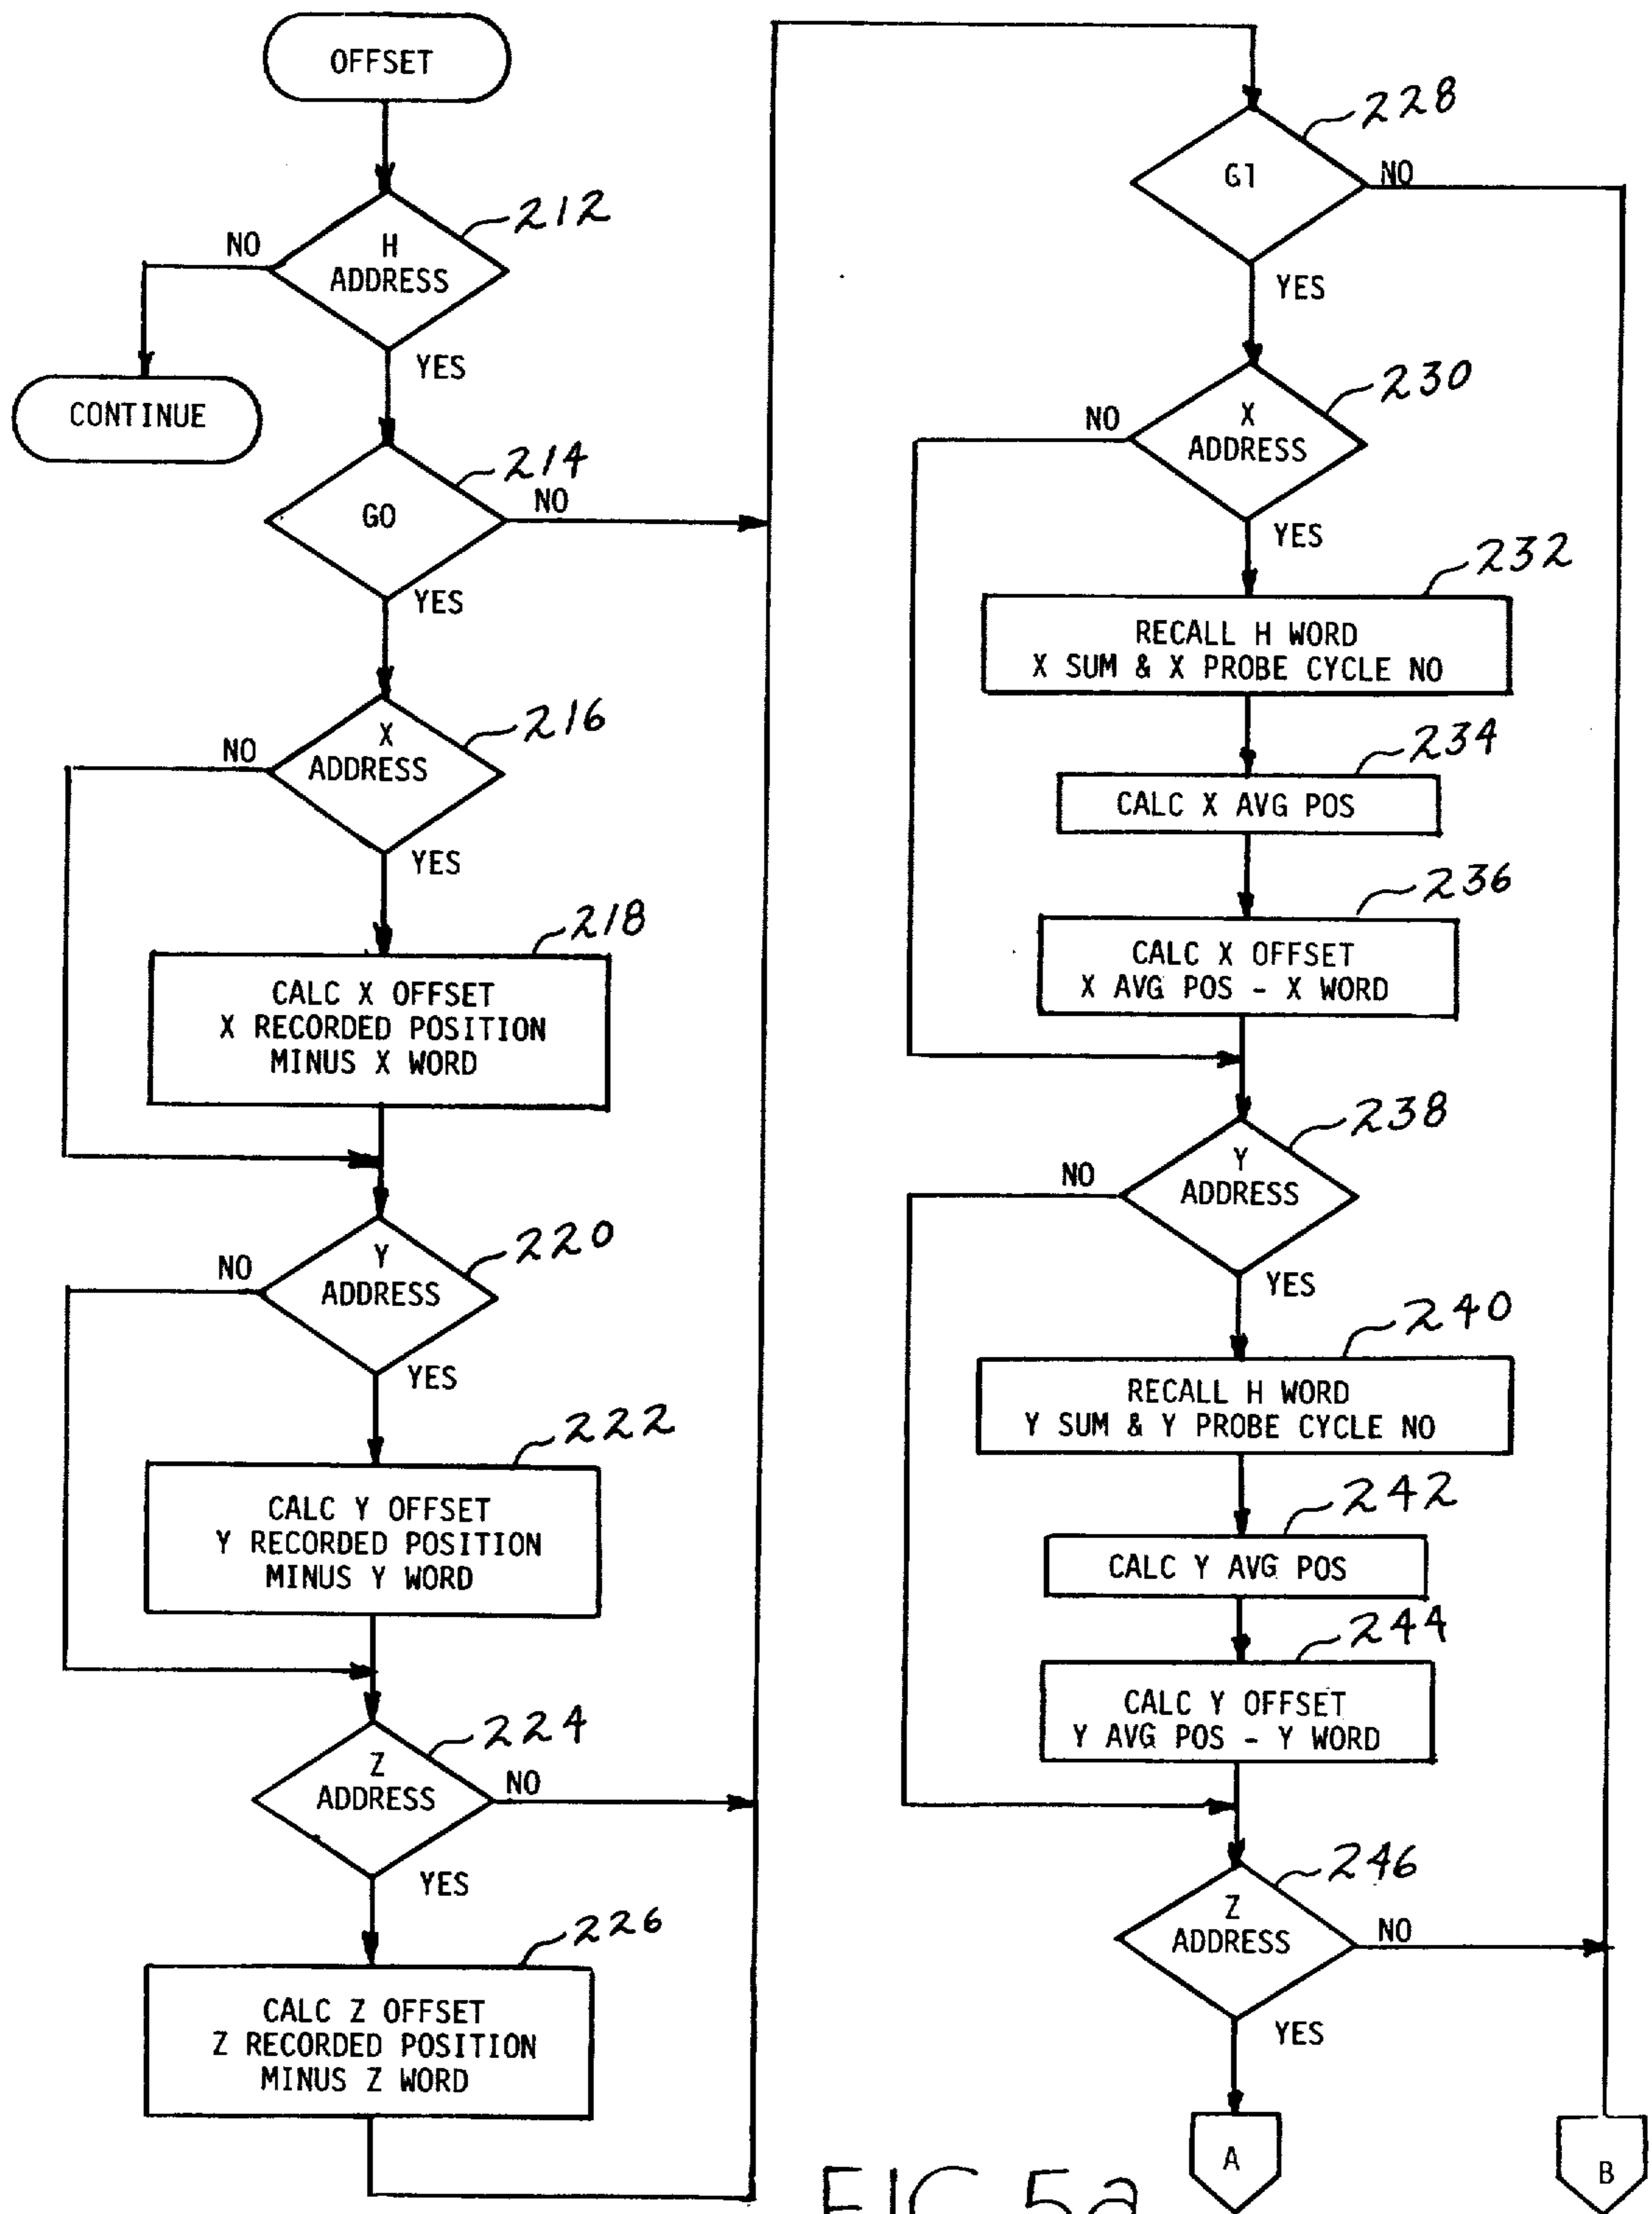 OFFSET
212
H
ADDRESS
NO
YES
CONTINUE
214
G0
NO
YES
216
X
ADDRESS
NO
YES
218
CALC X OFFSET
X RECORDED POSITION
MINUS X WORD
220
Y
ADDRESS
NO
YES
222
CALC Y OFFSET
Y RECORDED POSITION
MINUS Y WORD
224
Z
ADDRESS
NO
YES
226
CALC Z OFFSET
Z RECORDED POSITION
MINUS Z WORD
228
G1
NO
YES
230
X
ADDRESS
NO
YES
232
RECALL H WORD
X SUM & X PROBE CYCLE NO
234
CALC X AVG POS
236
CALC X OFFSET
X AVG POS - X WORD
238
Y
ADDRESS
NO
YES
240
RECALL H WORD
Y SUM & Y PROBE CYCLE NO
242
CALC Y AVG POS
244
CALC Y OFFSET
Y AVG POS - Y WORD
246
Z
ADDRESS
NO
YES
A
B
FIG 5a